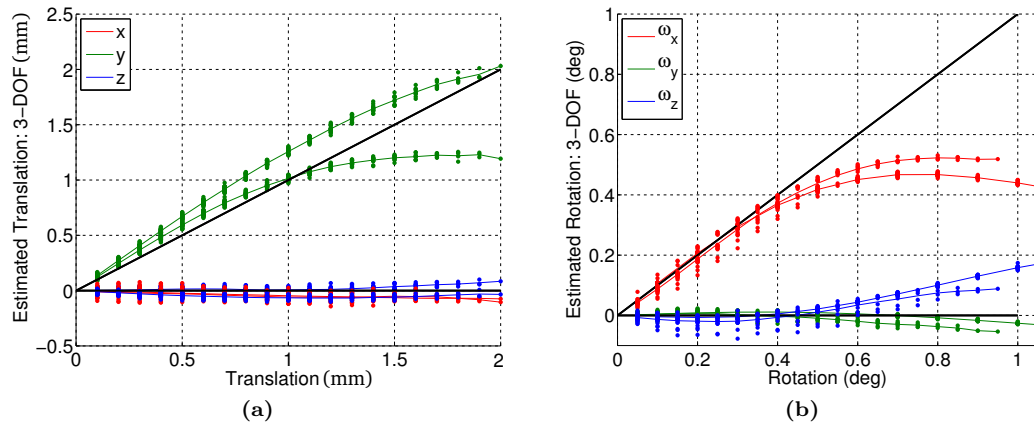 Estimated Translation: 3−DOF (mm)
2.5
2
1.5
1
0.5
0
−0.5
x
y
z
0
0.5
1
1.5
2
Translation (mm)
(a)
Estimated Rotation: 3−DOF (deg)
1
0.8
0.6
0.4
0.2
0
ωx
ωy
ωz
0
0.2
0.4
0.6
0.8
1
Rotation (deg)
(b)